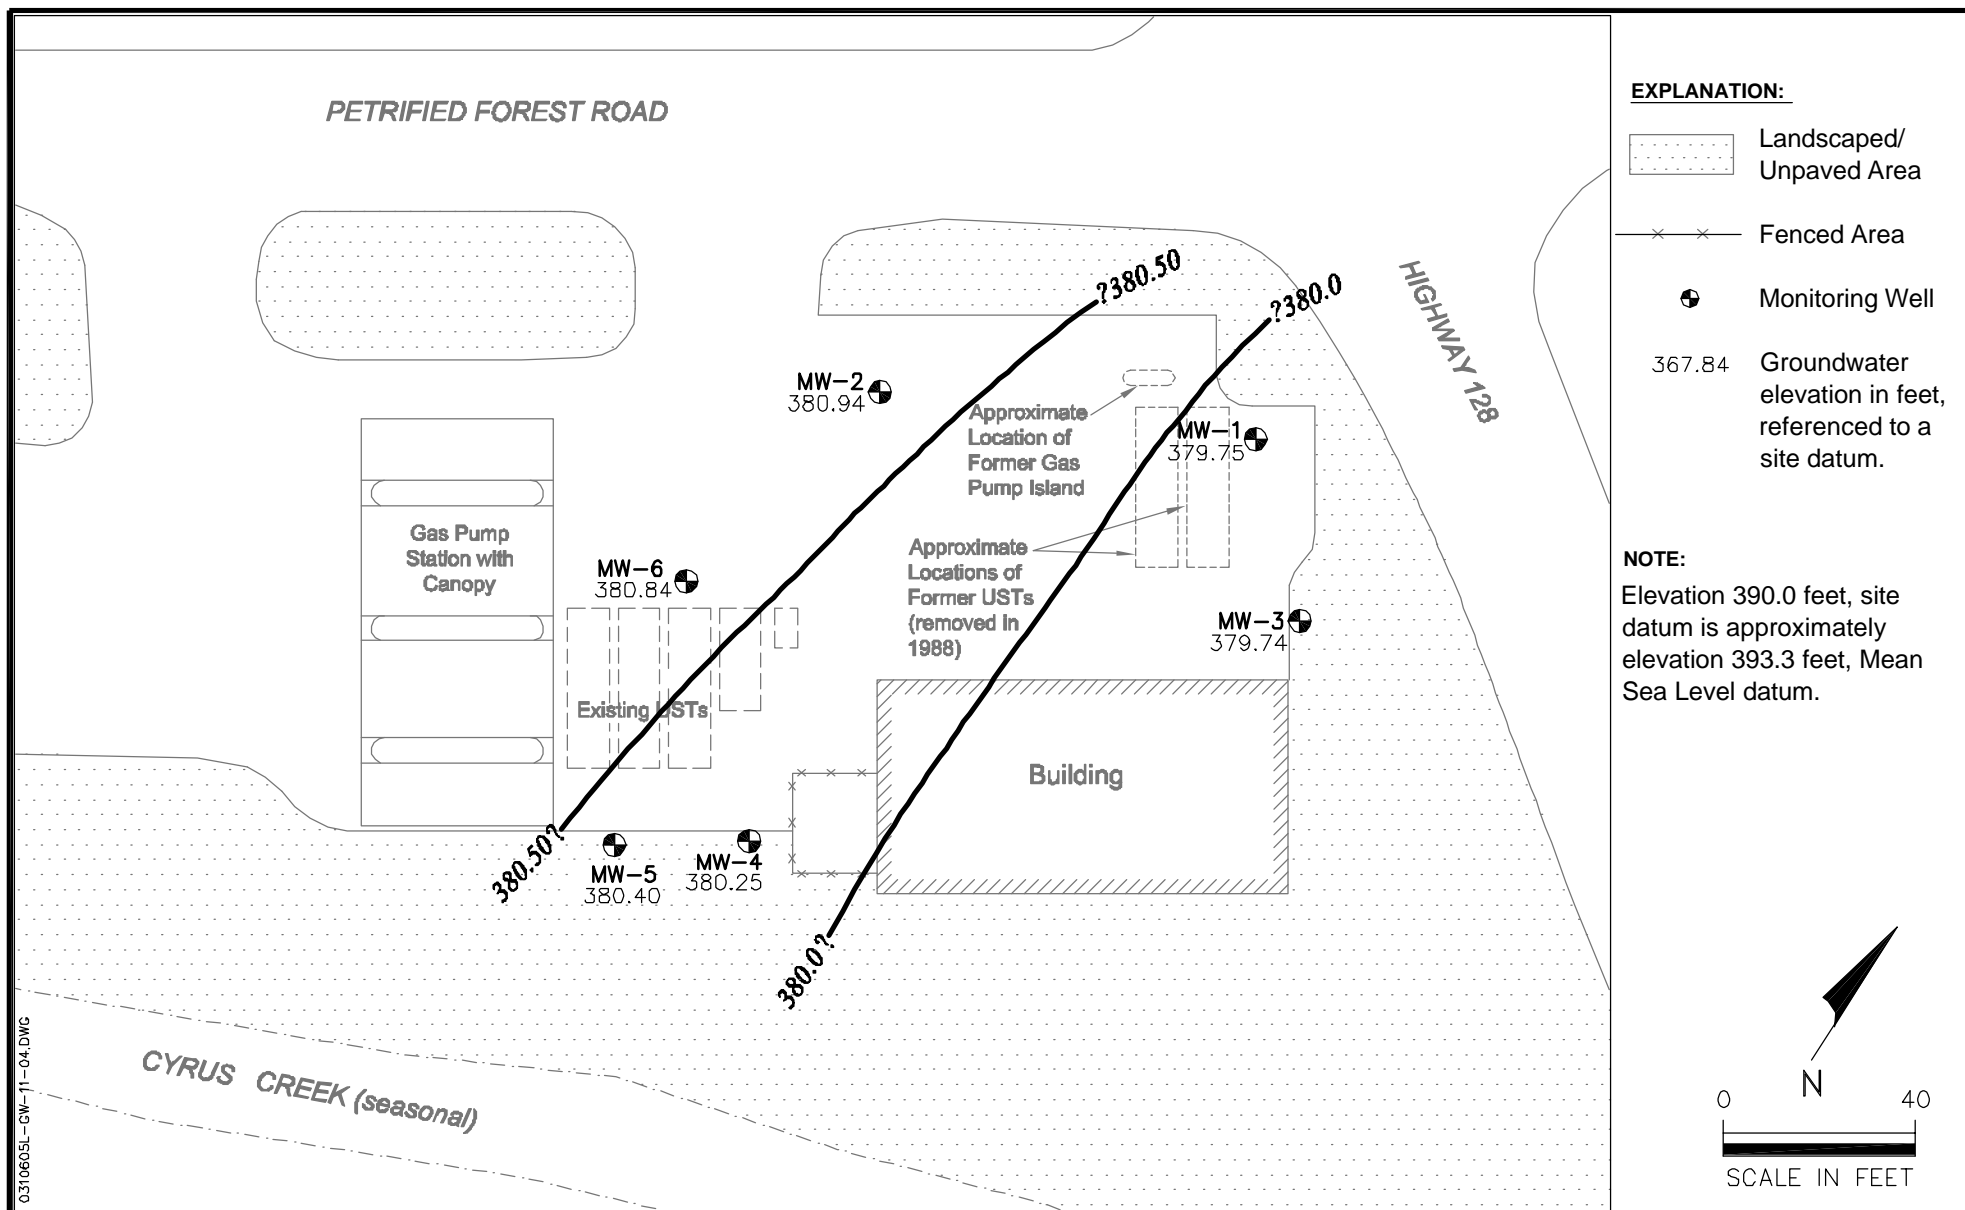 PETRIFIED FOREST ROAD
HIGHWAY 128
?380.50
?380.0
MW-2
380.94
Approximate
Location of
Former Gas
Pump Island
MW-1
379.75
Gas Pump
Station with
Canopy
MW-6
380.84
Approximate
Locations of
Former USTs
(removed in
1988)
MW-3
379.74
Existing USTs
Building
380.50?
MW-5
380.40
MW-4
380.25
380.0?
CYRUS CREEK (seasonal)
0310605L-GW-11-04.DWG
EXPLANATION:
Landscaped/
Unpaved Area
Fenced Area
Monitoring Well
367.84
Groundwater
elevation in feet,
referenced to a
site datum.
NOTE:
Elevation 390.0 feet, site
datum is approximately
elevation 393.3 feet, Mean
Sea Level datum.
N
0 40
SCALE IN FEET